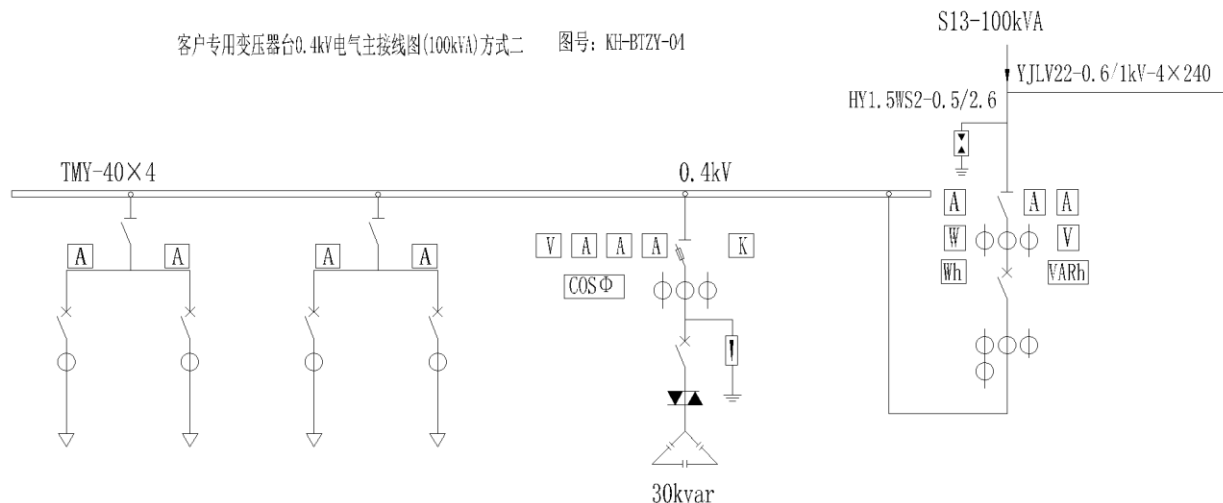 S13-100kVA
客户专用变压器台0.4kV电气主接线图(100kVA)方式二 图号: KH-BTZY-04
YJLV22-0.6/1kV-4×240
HY1.5WS2-0.5/2.6
TMY-40×4
0.4kV
A A A
A A A A V A A A K W V
COSΦ Wh VARh
30kvar